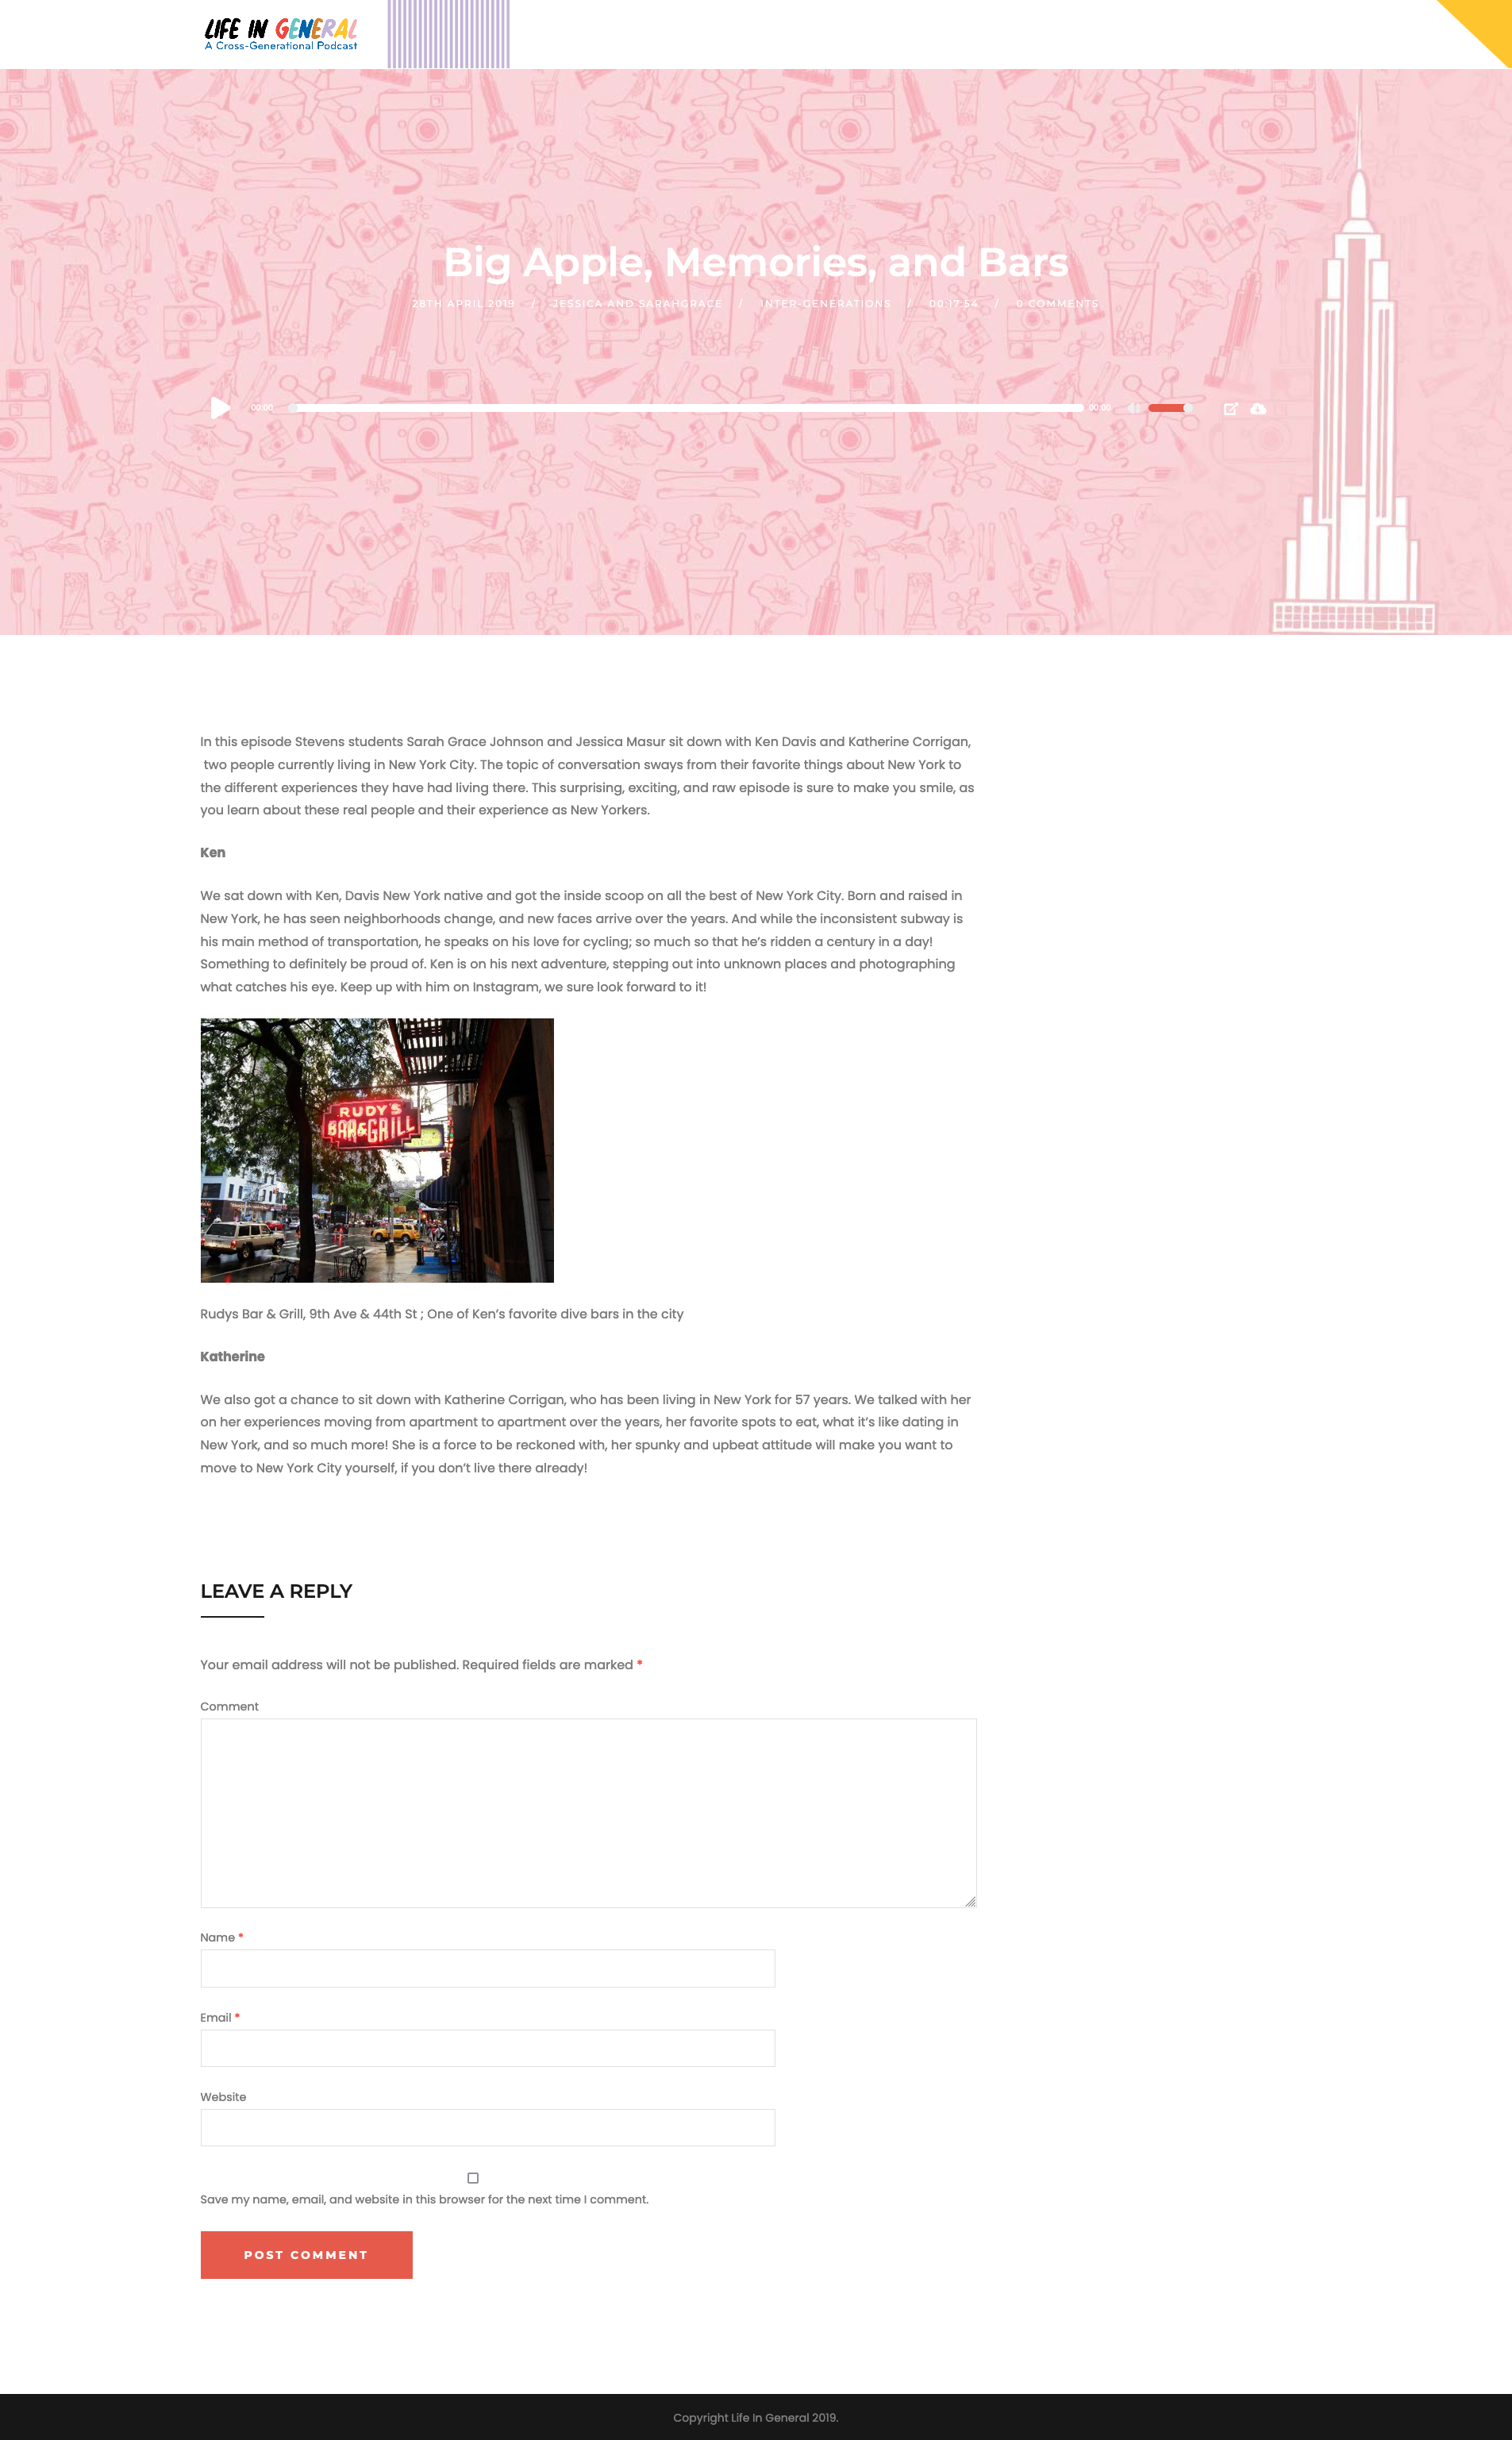 LIFE IN GENERAL
A Cross-Generational Podcast
Big Apple, Memories, and Bars
28TH APRIL 2019 / JESSICA AND SARAHGRACE / INTER-GENERATIONS / 00:17:54 / 0 COMMENTS
00:00 00:00
In this episode Stevens students Sarah Grace Johnson and Jessica Masur sit down with Ken Davis and Katherine Corrigan,
two people currently living in New York City. The topic of conversation sways from their favorite things about New York to
the different experiences they have had living there. This surprising, exciting, and raw episode is sure to make you smile, as
you learn about these real people and their experience as New Yorkers.
Ken
We sat down with Ken, Davis New York native and got the inside scoop on all the best of New York City. Born and raised in
New York, he has seen neighborhoods change, and new faces arrive over the years. And while the inconsistent subway is
his main method of transportation, he speaks on his love for cycling; so much so that he’s ridden a century in a day!
Something to definitely be proud of. Ken is on his next adventure, stepping out into unknown places and photographing
what catches his eye. Keep up with him on Instagram, we sure look forward to it!
RUDY'S
BAR & GRILL
Rudys Bar & Grill, 9th Ave & 44th St ; One of Ken’s favorite dive bars in the city
Katherine
We also got a chance to sit down with Katherine Corrigan, who has been living in New York for 57 years. We talked with her
on her experiences moving from apartment to apartment over the years, her favorite spots to eat, what it’s like dating in
New York, and so much more! She is a force to be reckoned with, her spunky and upbeat attitude will make you want to
move to New York City yourself, if you don’t live there already!
LEAVE A REPLY
Your email address will not be published. Required fields are marked *
Comment
Name *
Email *
Website
Save my name, email, and website in this browser for the next time I comment.
POST COMMENT
Copyright Life In General 2019.